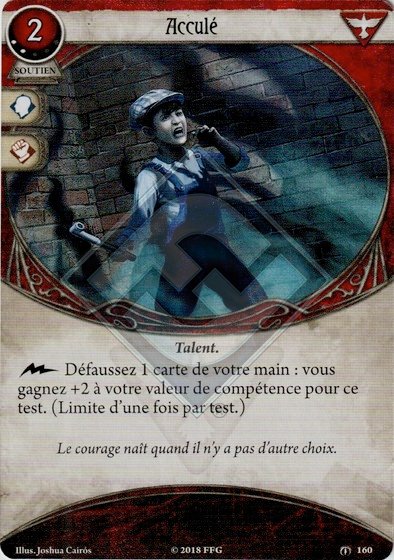 2
Acculé
SOUTIEN
Talent.
Défaussez 1 carte de votre main : vous
gagnez +2 à votre valeur de compétence pour ce
test. (Limite d'une fois par test.)
Le courage naît quand il n'y a pas d'autre choix.
Illus. Joshua Cairós
© 2018 FFG
160